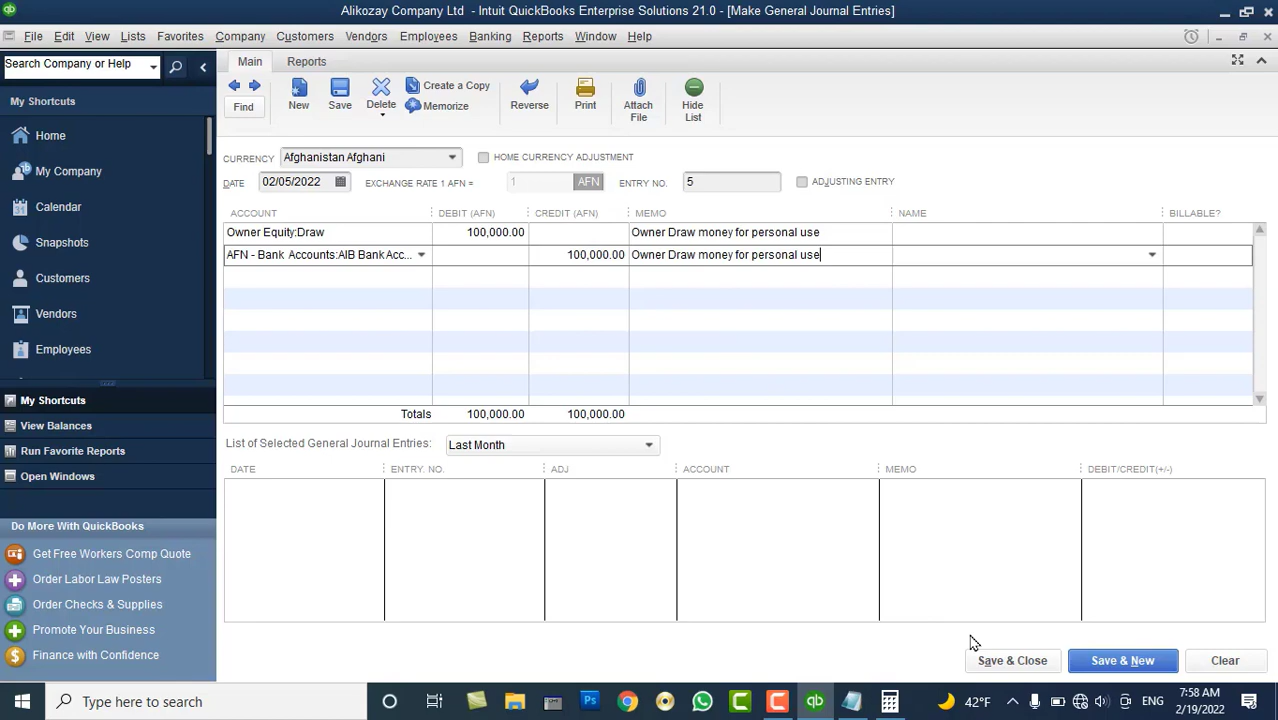 Alikozay Company Ltd - Intuit QuickBooks Enterprise Solutions 21.0 - [Make General Journal Entries]
File Edit View Lists Favorites Company Customers Vendors Employees Banking Reports Window Help
Search Company or Help
My Shortcuts
Home
My Company
Calendar
Snapshots
Customers
Vendors
Employees
My Shortcuts
View Balances
Run Favorite Reports
Open Windows
Do More With QuickBooks
Get Free Workers Comp Quote
Order Labor Law Posters
Order Checks & Supplies
Promote Your Business
Finance with Confidence
Main Reports
Find New Save Delete Create a Copy Memorize Reverse Print Attach File Hide List
CURRENCY Afghanistan Afghani HOME CURRENCY ADJUSTMENT
DATE 02/05/2022 EXCHANGE RATE 1 AFN = 1 AFN ENTRY NO. 5 ADJUSTING ENTRY
ACCOUNT DEBIT (AFN) CREDIT (AFN) MEMO NAME BILLABLE?
Owner Equity:Draw 100,000.00 Owner Draw money for personal use
AFN - Bank Accounts:AIB Bank Acc... 100,000.00 Owner Draw money for personal use
Totals 100,000.00 100,000.00
List of Selected General Journal Entries: Last Month
DATE ENTRY. NO. ADJ ACCOUNT MEMO DEBIT/CREDIT(+/-)
Save & Close Save & New Clear
Type here to search 42°F ENG 7:58 AM
2/19/2022